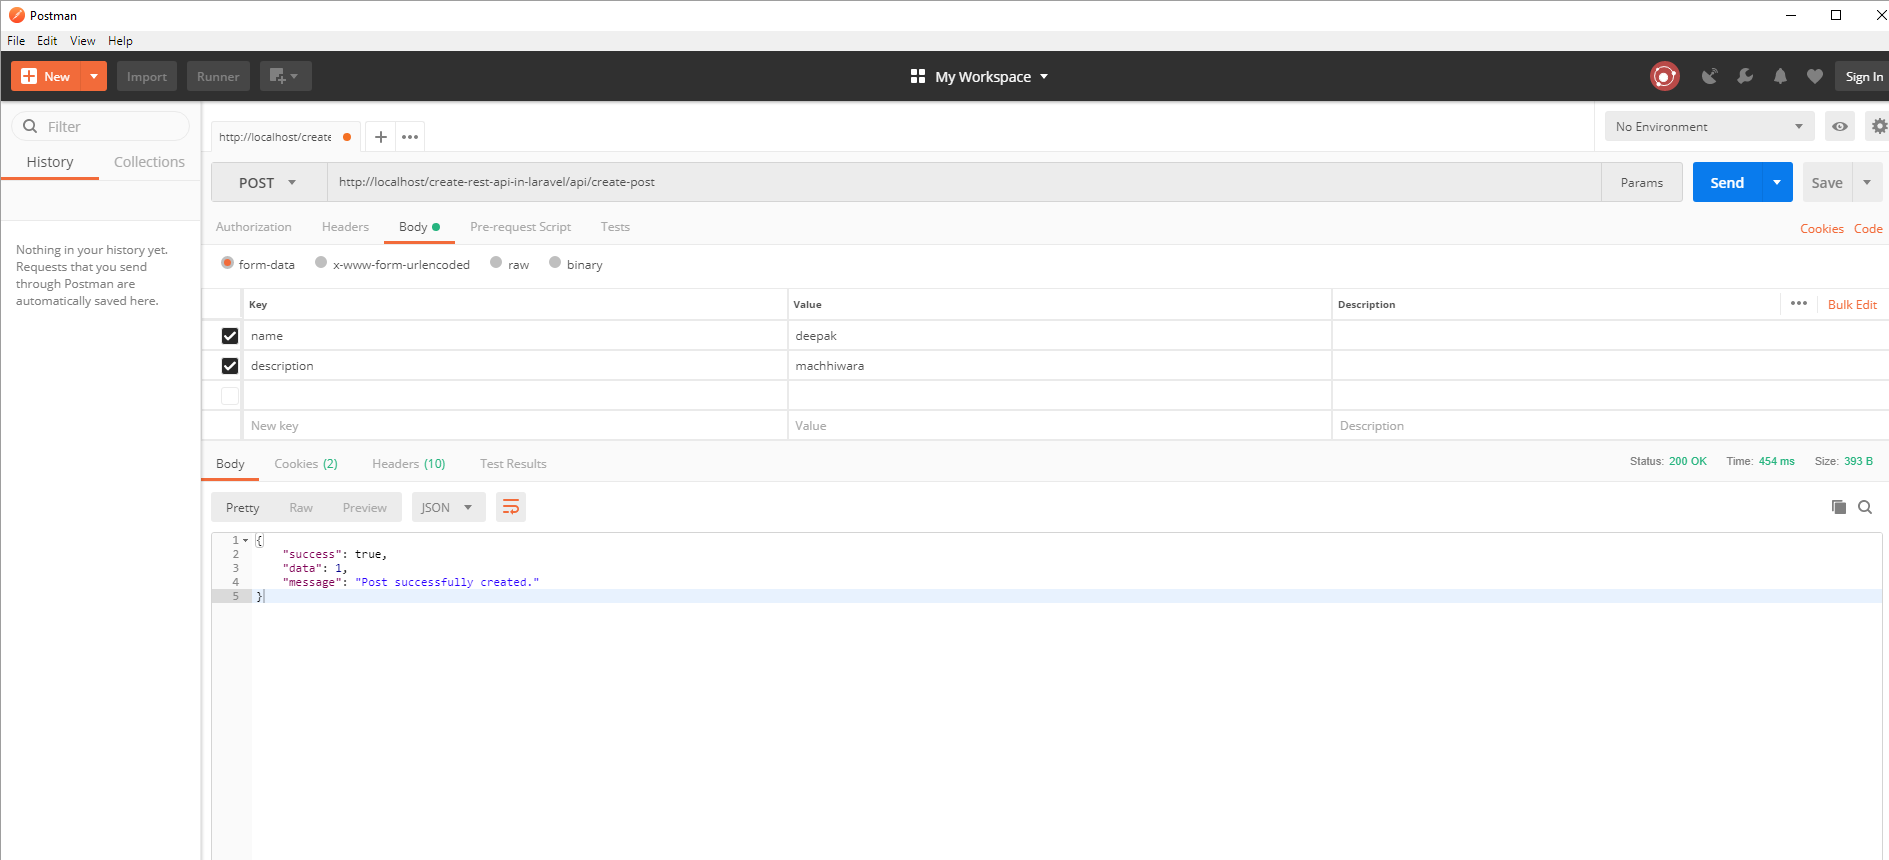 Postman
File Edit View Help
New Import Runner My Workspace Sign In
Filter
History Collections
Nothing in your history yet.
Requests that you send
through Postman are
automatically saved here.
http://localhost/create No Environment
POST http://localhost/create-rest-api-in-laravel/api/create-post Params Send Save
Authorization Headers Body Pre-request Script Tests Cookies Code
form-data x-www-form-urlencoded raw binary
Key Value Description Bulk Edit
name deepak
description machhiwara
New key Value Description
Body Cookies (2) Headers (10) Test Results Status: 200 OK Time: 454 ms Size: 393 B
Pretty Raw Preview JSON
1 {
2 "success": true,
3 "data": 1,
4 "message": "Post successfully created."
5 }